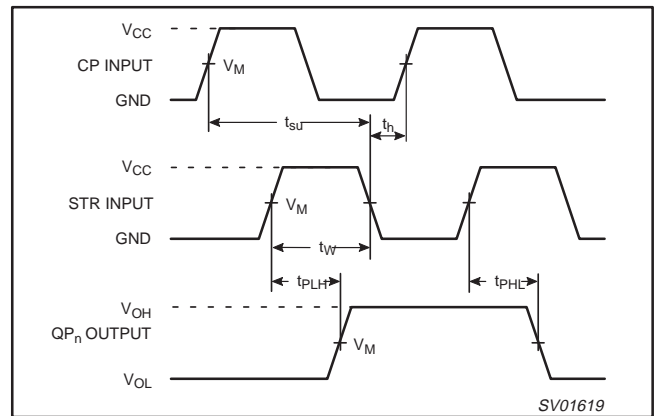 VCC
CP INPUT
VM
GND
tsu
th
VCC
STR INPUT
VM
GND
tW
tPLH
tPHL
VOH
QPn OUTPUT
VM
VOL
SV01619